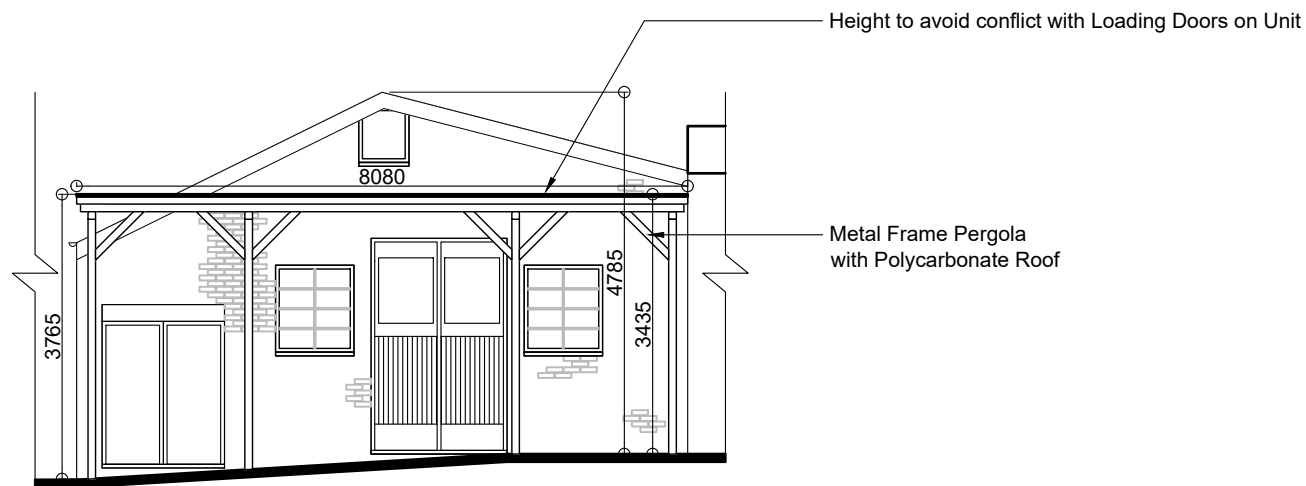 Height to avoid conflict with Loading Doors on Unit
8080
Metal Frame Pergola
with Polycarbonate Roof
4785
3435
3765